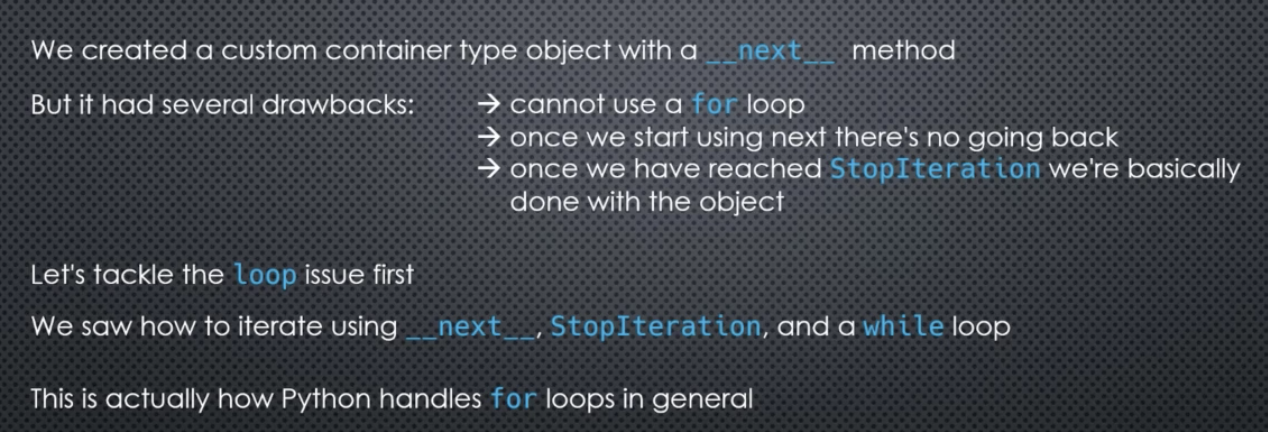 We created a custom container type object with a __next__ method
But it had several drawbacks: → cannot use a for loop
→ once we start using next there's no going back
→ once we have reached StopIteration we're basically
done with the object
Let's tackle the loop issue first
We saw how to iterate using __next__, StopIteration, and a while loop
This is actually how Python handles for loops in general